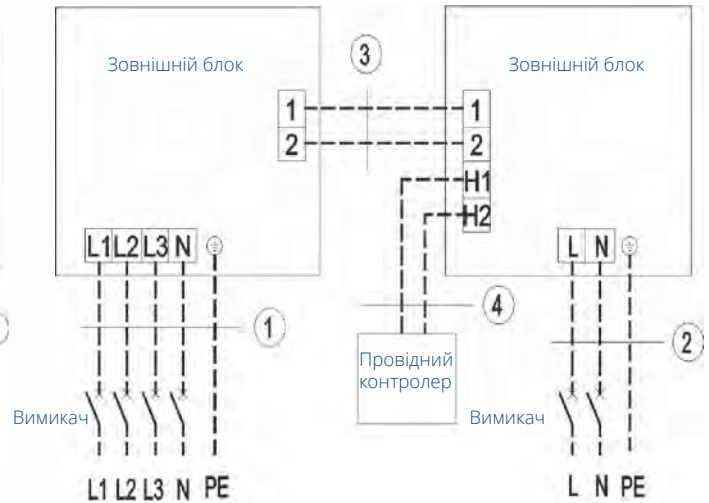 Зовнішній блок
3
Зовнішній блок
1
1
2
2
H1
H2
L1 L2 L3 N
L N
1
4
2
Провідний
контролер
Вимикач
Вимикач
L1 L2 L3 N PE
L N PE